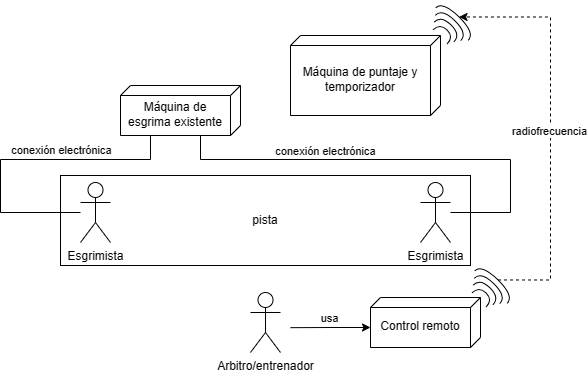 Máquina de puntaje y
temporizador
Máquina de
esgrima existente
radiofrecuencia
conexión electrónica
conexión electrónica
pista
Esgrimista
Esgrimista
usa
Control remoto
Arbitro/entrenador